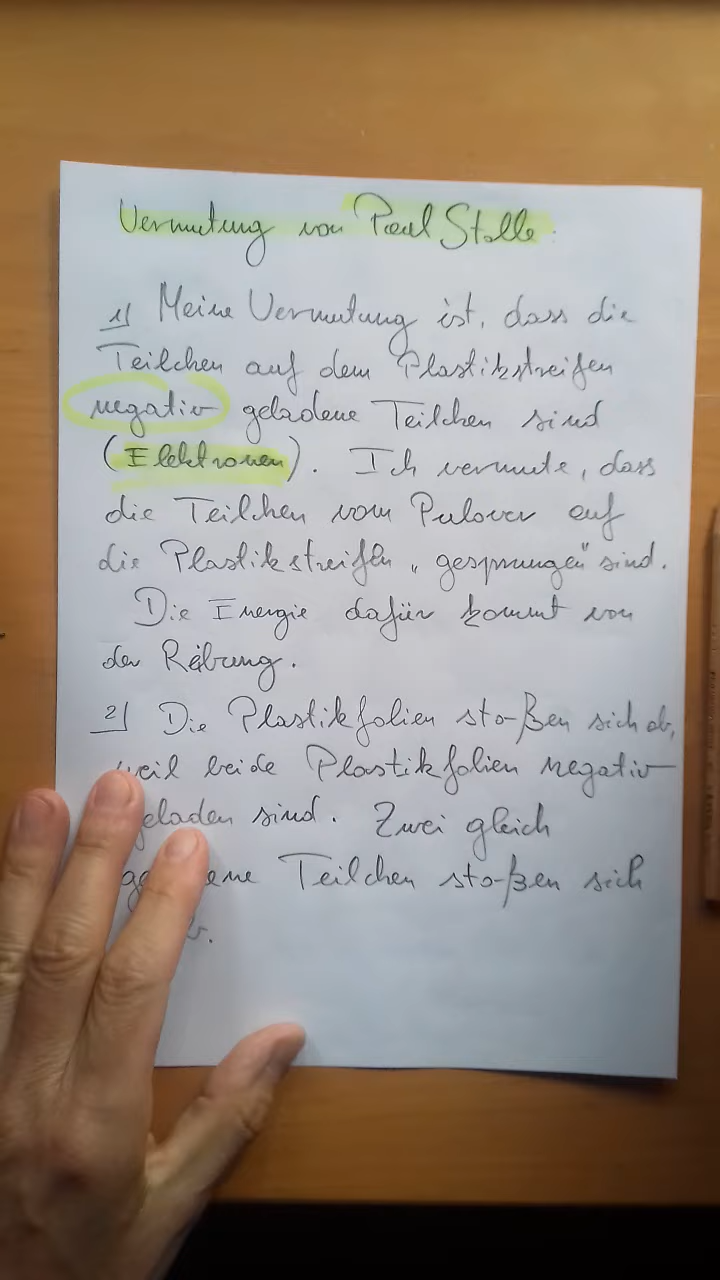 Vermutung von Paul Stolle.
1) Meine Vermutung ist, dass die
Teilchen auf dem Plastikstreifen
negativ geladene Teilchen sind
(Elektronen). Ich vermute, dass
die Teilchen vom Pulover auf
die Plastikstreifen „gesprungen" sind.
Die Energie dafür kommt von
der Reibung.
2) Die Plastikfolien stoßen sich ab,
weil beide Plastikfolien negativ
geladen sind. Zwei gleich
Teilchen stoßen sich